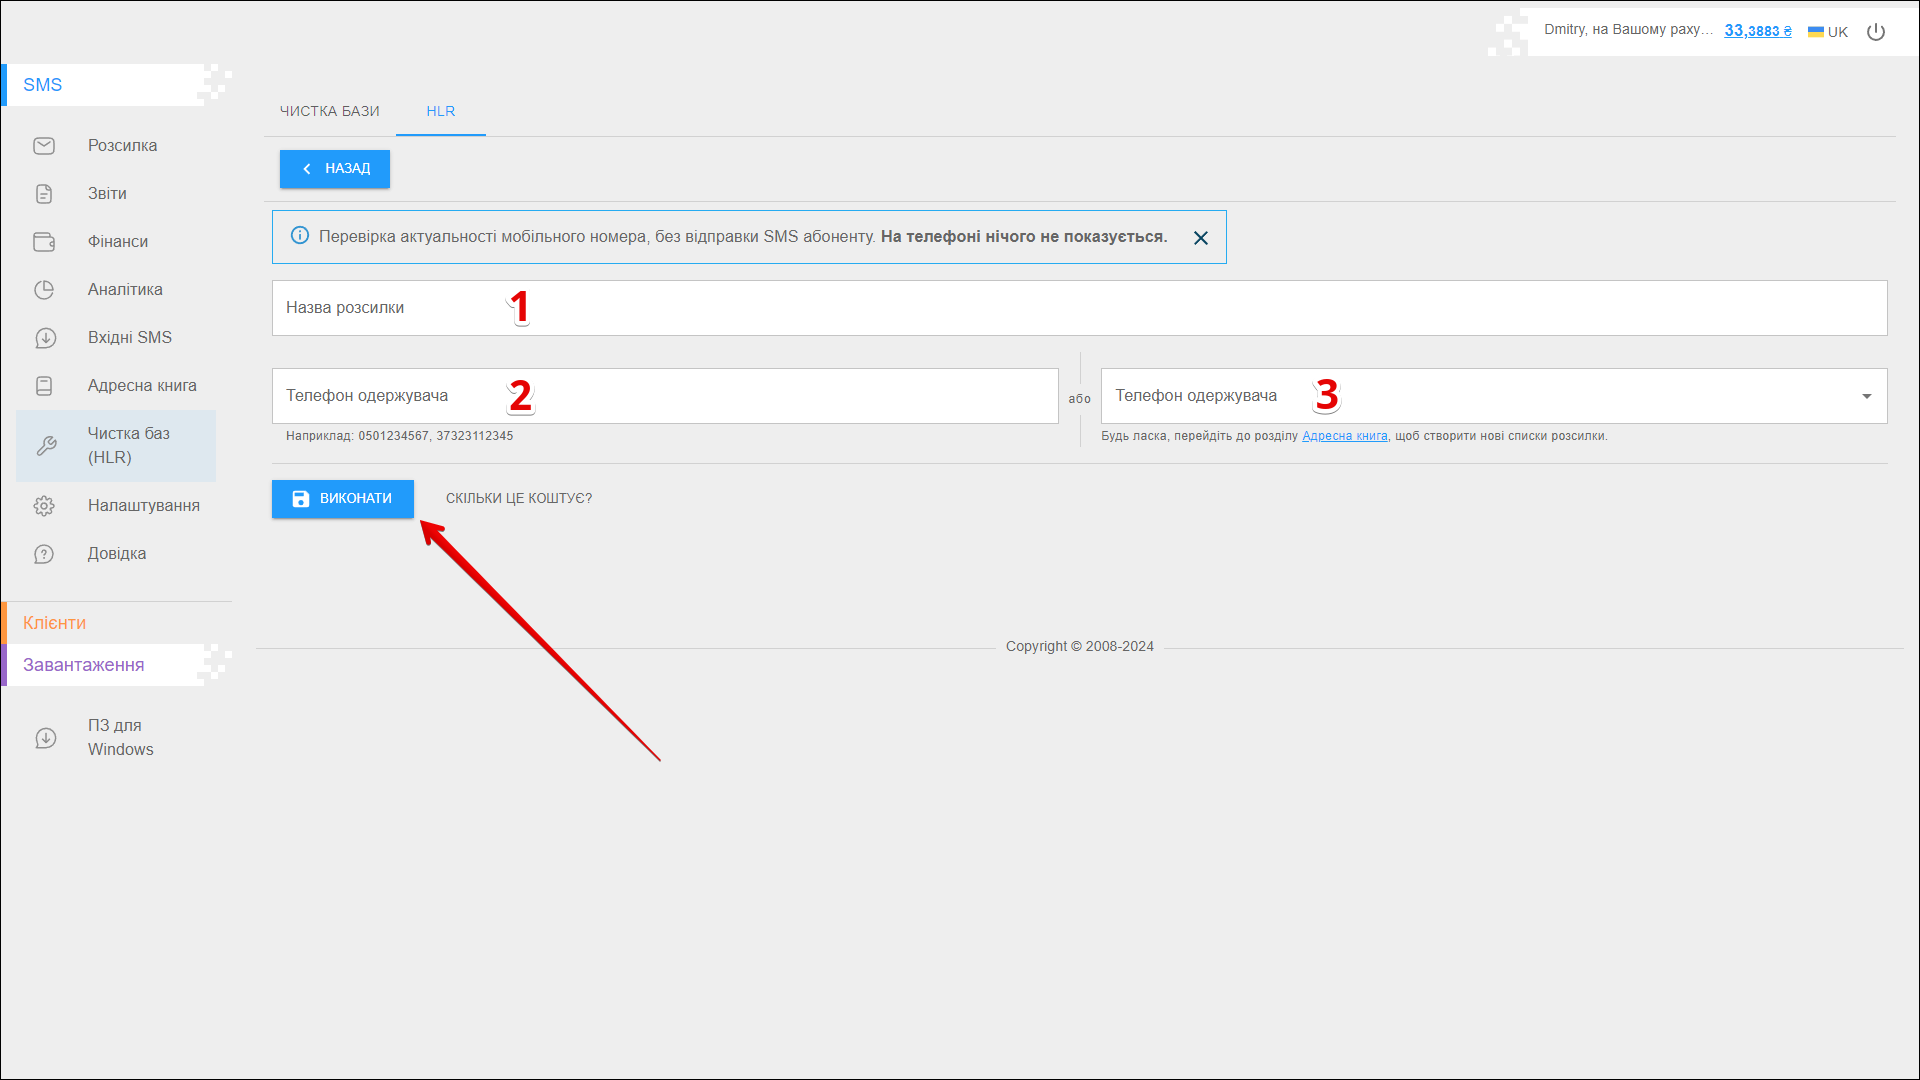 Dmitry, на Вашому раху...
33,3883 ₴
UK
SMS
Розсилка
Звіти
Фінанси
Аналітика
Вхідні SMS
Адресна книга
Чистка баз
(HLR)
Налаштування
Довідка
Клієнти
Завантаження
ПЗ для
Windows
ЧИСТКА БАЗИ
HLR
НАЗАД
Перевірка актуальності мобільного номера, без відправки SMS абоненту. На телефоні нічого не показується.
Назва розсилки
1
Телефон одержувача
2
Наприклад: 0501234567, 37323112345
або
Телефон одержувача
3
Будь ласка, перейдіть до розділу Адресна книга, щоб створити нові списки розсилки.
ВИКОНАТИ
СКІЛЬКИ ЦЕ КОШТУЄ?
Copyright © 2008-2024